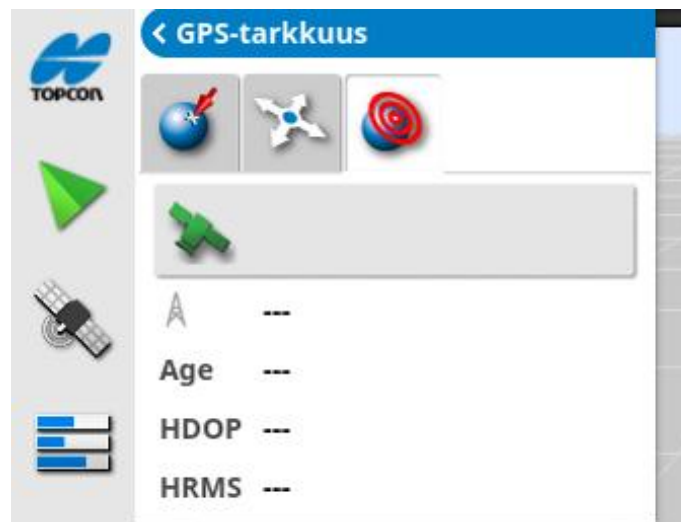 GPS-tarkkuus
TOPCON
---
Age ---
HDOP ---
HRMS ---